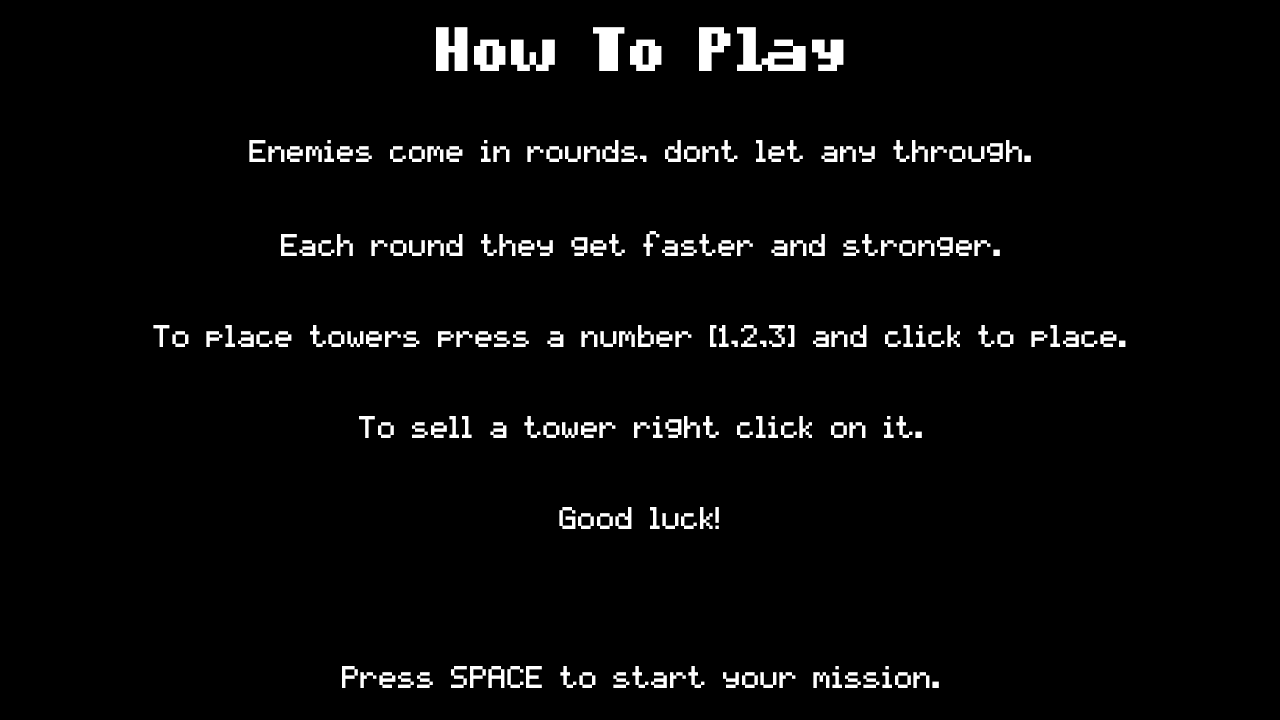 How To Play
Enemies come in rounds, dont let any through.
Each round they get faster and stronger.
To place towers press a number [1,2,3] and click to place.
To sell a tower right click on it.
Good luck!
Press SPACE to start your mission.